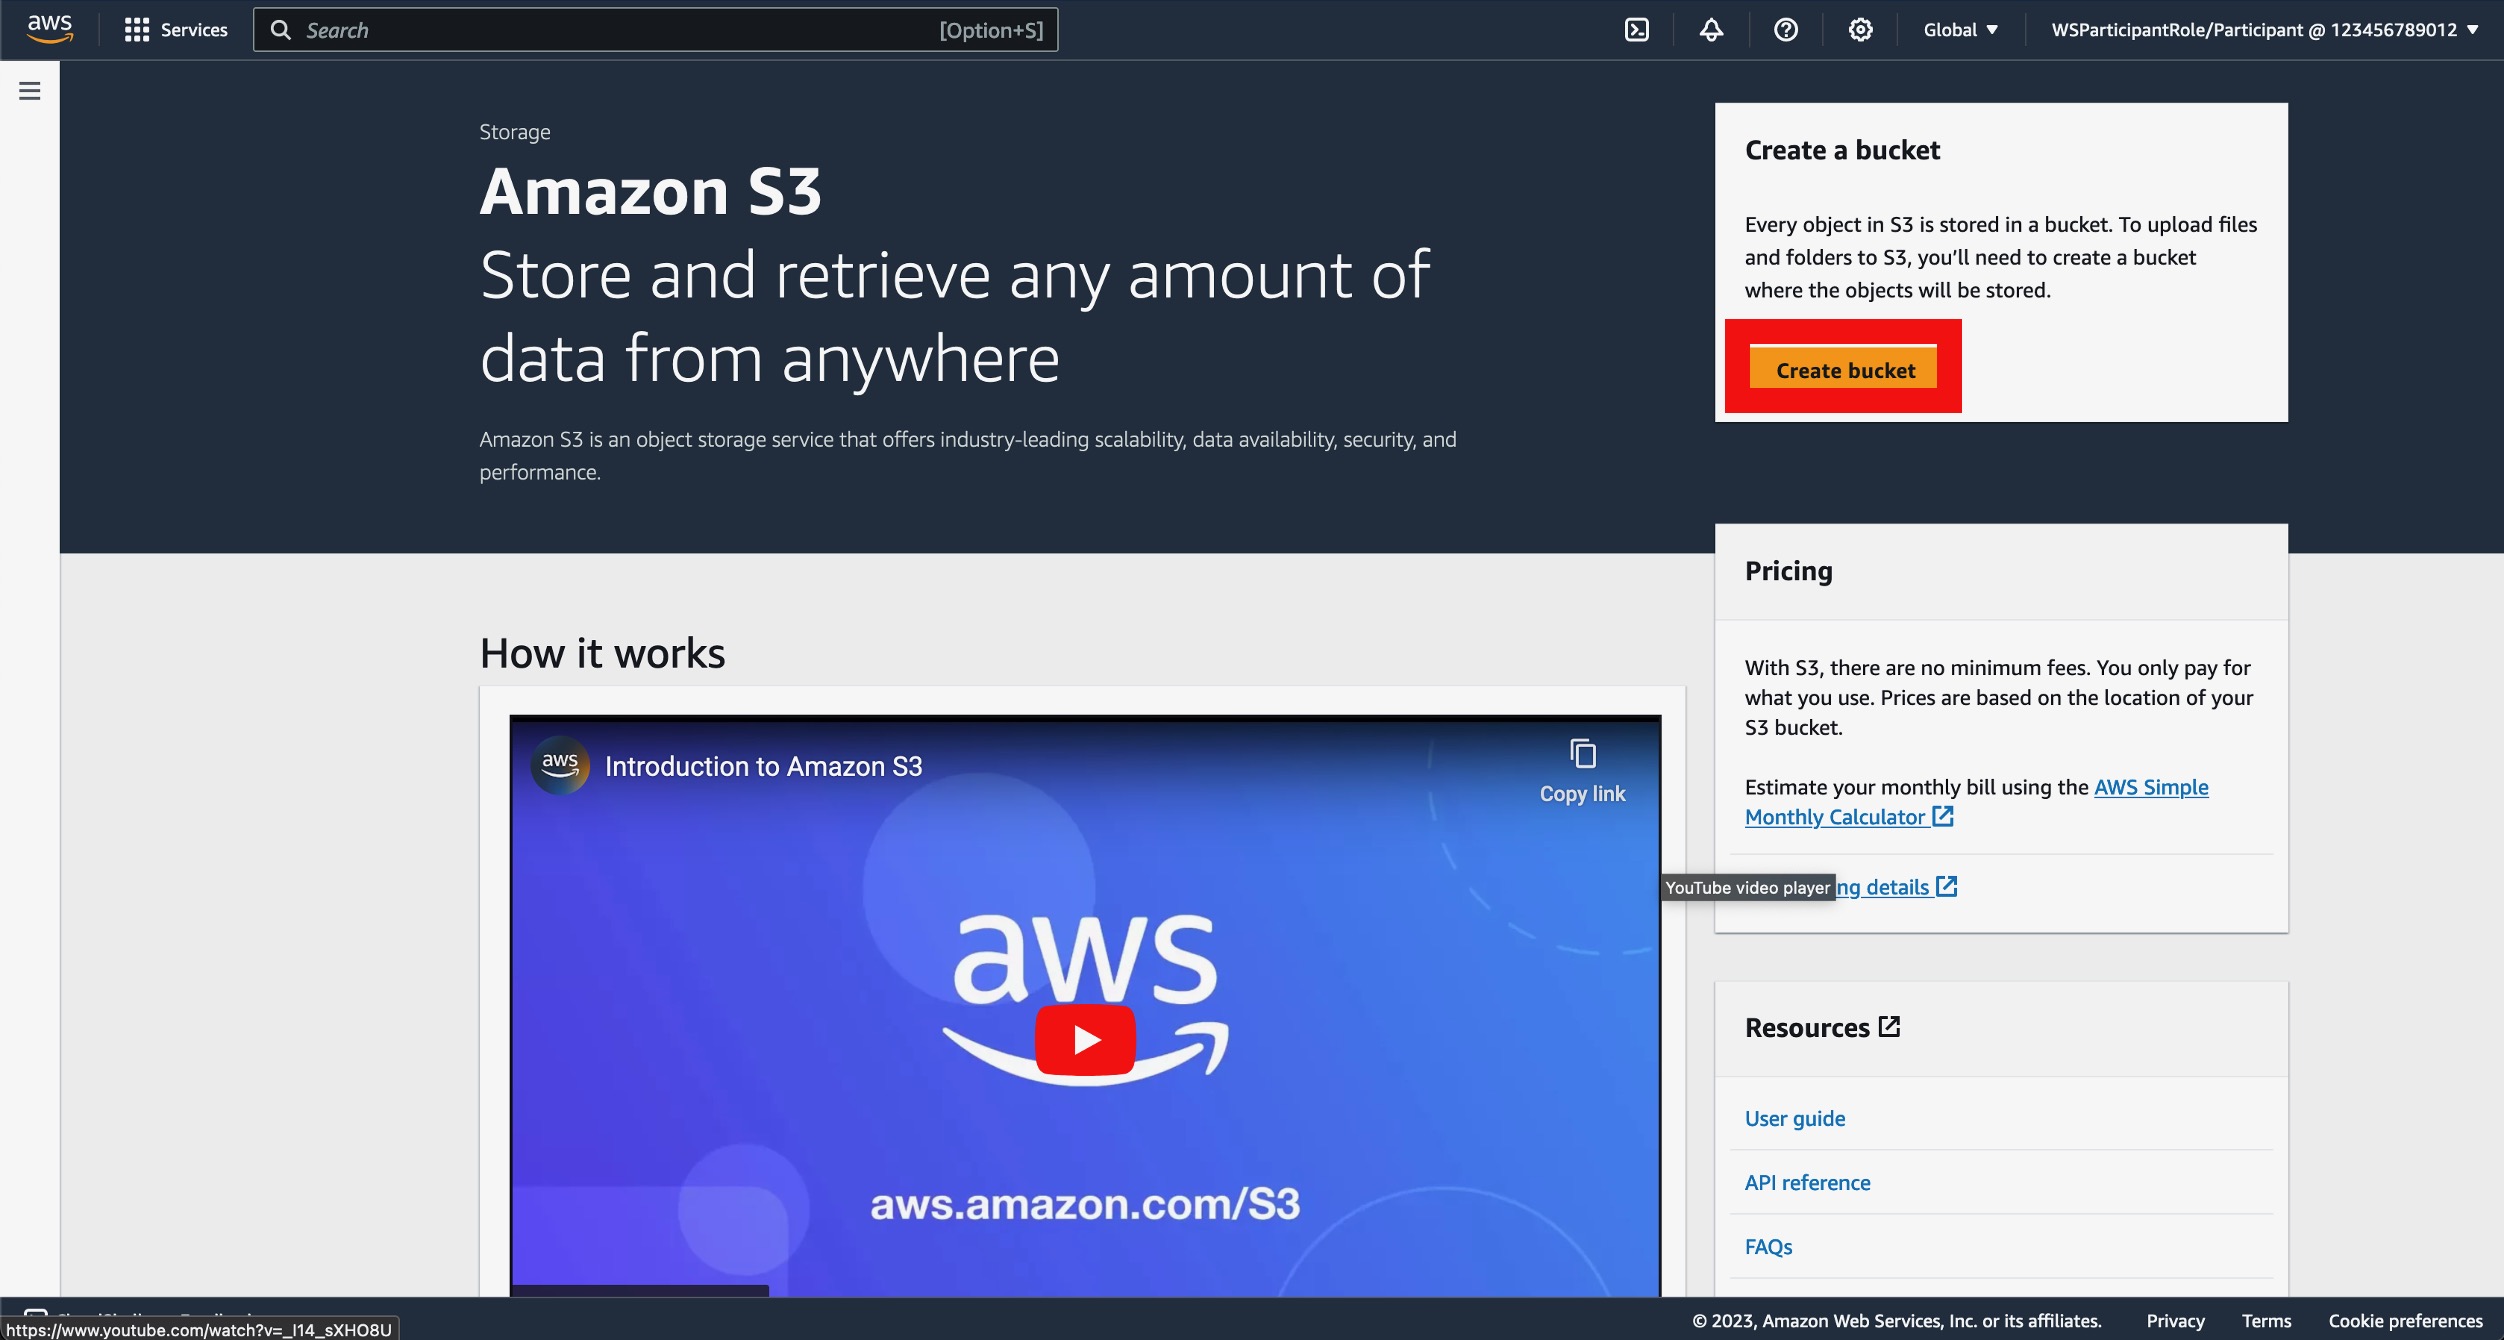 aws
Services
Search
[Option+S]
Global
WSParticipantRole/Participant @ 123456789012
Storage
Amazon S3
Store and retrieve any amount of
data from anywhere
Amazon S3 is an object storage service that offers industry-leading scalability, data availability, security, and
performance.
Create a bucket
Every object in S3 is stored in a bucket. To upload files
and folders to S3, you'll need to create a bucket
where the objects will be stored.
Create bucket
How it works
aws
Introduction to Amazon S3
Copy link
aws
aws.amazon.com/S3
Pricing
With S3, there are no minimum fees. You only pay for
what you use. Prices are based on the location of your
S3 bucket.
Estimate your monthly bill using the AWS Simple
Monthly Calculator
YouTube video player
details
Resources
User guide
API reference
FAQs
https://www.youtube.com/watch?v=_I14_sXHO8U
© 2023, Amazon Web Services, Inc. or its affiliates.
Privacy
Terms
Cookie preferences